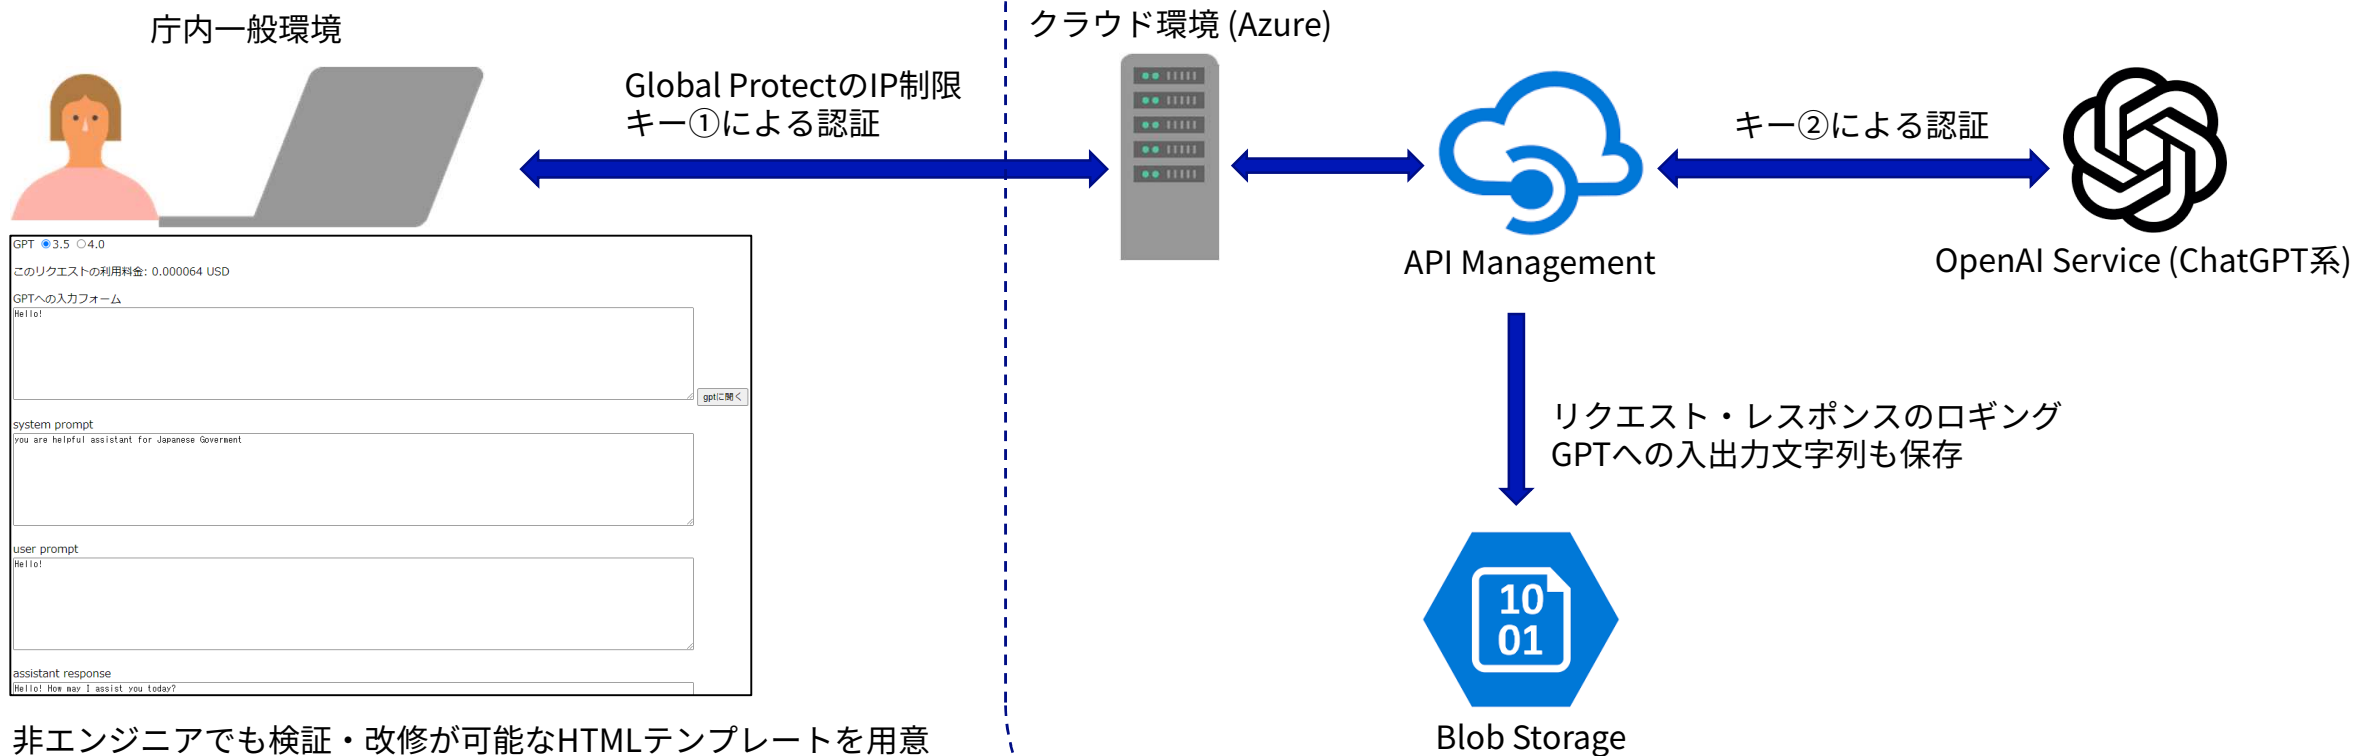 庁内一般環境
クラウド環境 (Azure)
Global ProtectのIP制限
キー①による認証
キー②による認証
API Management
OpenAI Service (ChatGPT系)
GPT 3.5 4.0
このリクエストの利用料金: 0.000064 USD
GPTへの入力フォーム
Hello!
gptに聞く
system prompt
you are helpful assistant for Japanese Goverment
user prompt
Hello!
assistant response
Hello! How may I assist you today?
リクエスト・レスポンスのロギング
GPTへの入出力文字列も保存
10
01
Blob Storage
非エンジニアでも検証・改修が可能なHTMLテンプレートを用意